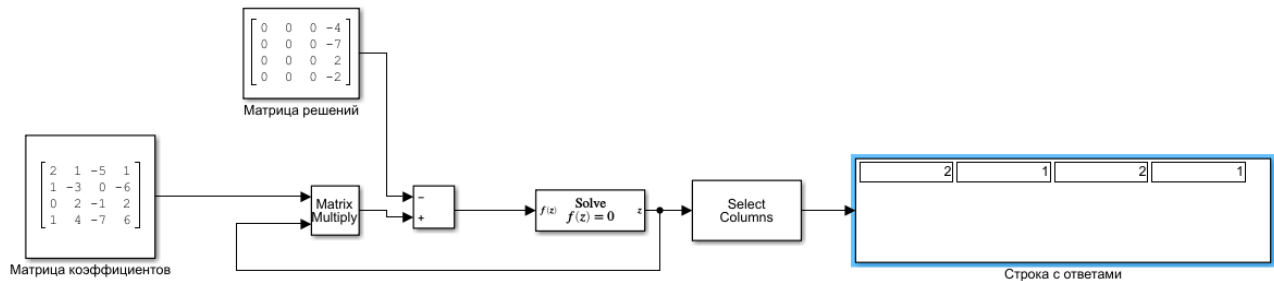 0 0 0 -4
0 0 0 -7
0 0 0 2
0 0 0 -2
Матрица решений
2 1 -5 1
1 -3 0 -6
0 2 -1 2
1 4 -7 6
Матрица коэффициентов
Matrix
Multiply
−
+
f(z)
Solve
f(z) = 0
z
Select
Columns
2 1 2 1
Строка с ответами